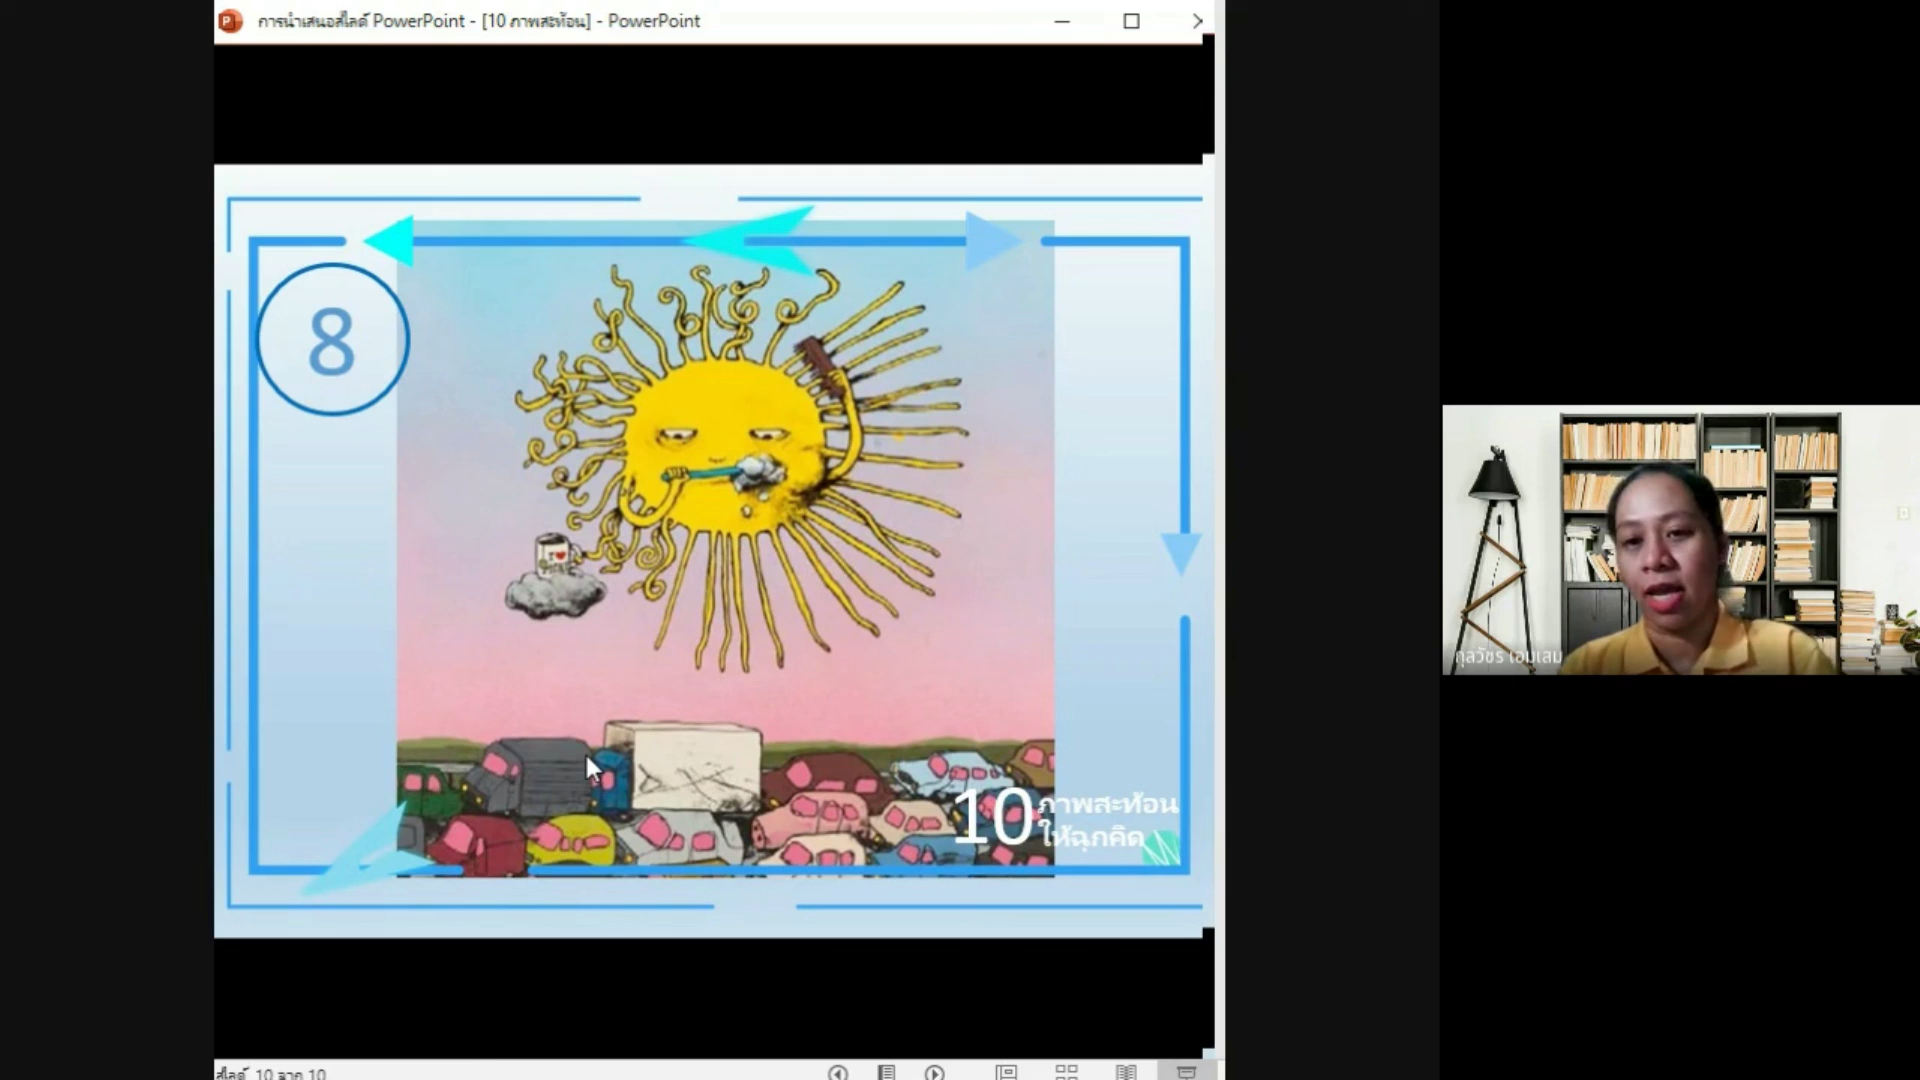 การนำเสนอสไลด์ PowerPoint - [10 ภาพสะท้อน] - PowerPoint
8
I ♥
10 ภาพสะท้อน
ให้ฉุกคิด
กุลวัชร เอมเสม
สไลด์ 10 จาก 10